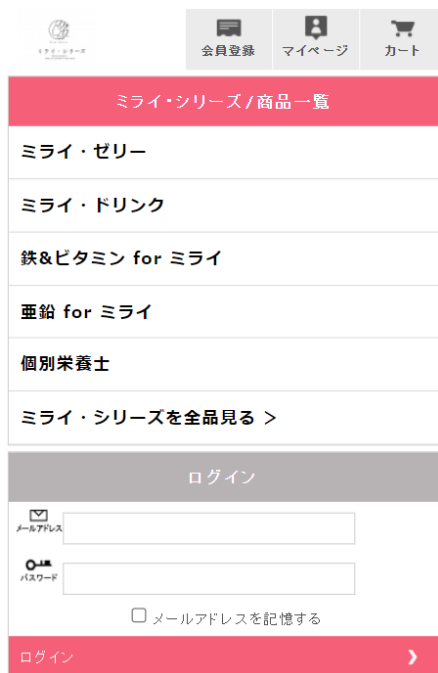 ミライ・シリーズ
会員登録
マイページ
カート
ミライ・シリーズ/商品一覧
ミライ・ゼリー
ミライ・ドリンク
鉄&ビタミン for ミライ
亜鉛 for ミライ
個別栄養士
ミライ・シリーズを全品見る ＞
ログイン
メールアドレス
パスワード
メールアドレスを記憶する
ログイン